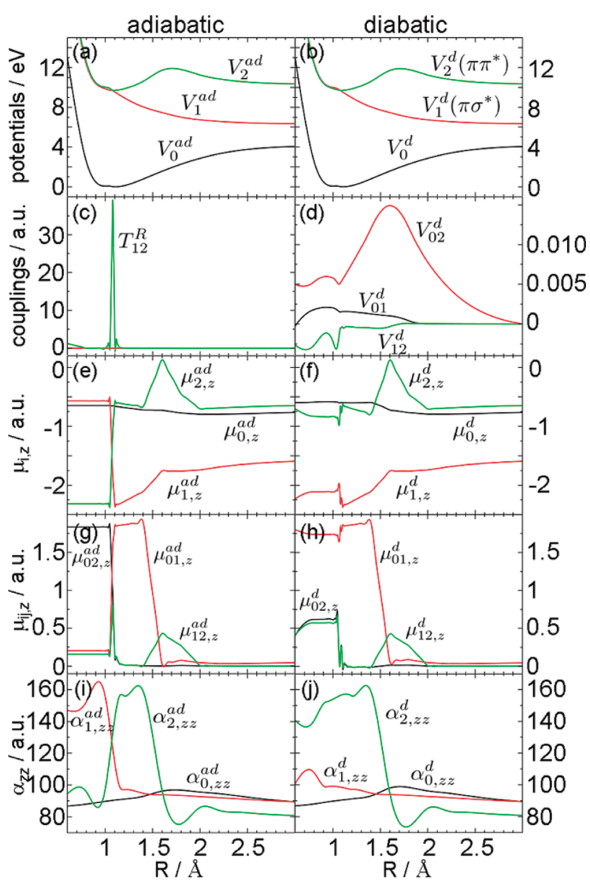 adiabatic diabatic
(a) (b)
potentials / eV
12
8
4
0
V_2^{ad}
V_1^{ad}
V_0^{ad}
V_2^d(ππ*)
V_1^d(πσ*)
V_0^d
12
8
4
0
(c) (d)
couplings / a.u.
30
20
10
0
T_{12}^R
V_{02}^d
V_{01}^d
V_{12}^d
0.010
0.005
0
(e) (f)
μ_{i,z} / a.u.
0
-1
-2
μ_{2,z}^{ad}
μ_{0,z}^{ad}
μ_{1,z}^{ad}
μ_{2,z}^d
μ_{0,z}^d
μ_{1,z}^d
0
-1
-2
(g) (h)
μ_{ij,z} / a.u.
1.5
1
0.5
0
μ_{02,z}^{ad}
μ_{01,z}^{ad}
μ_{12,z}^{ad}
μ_{01,z}^d
μ_{02,z}^d
μ_{12,z}^d
1.5
1
0.5
0
(i) (j)
α_{zz} / a.u.
160
140
120
100
80
α_{1,zz}^{ad}
α_{2,zz}^{ad}
α_{0,zz}^{ad}
α_{2,zz}^d
α_{1,zz}^d
α_{0,zz}^d
160
140
120
100
80
1 1.5 2 2.5 1 1.5 2 2.5
R / Å R / Å